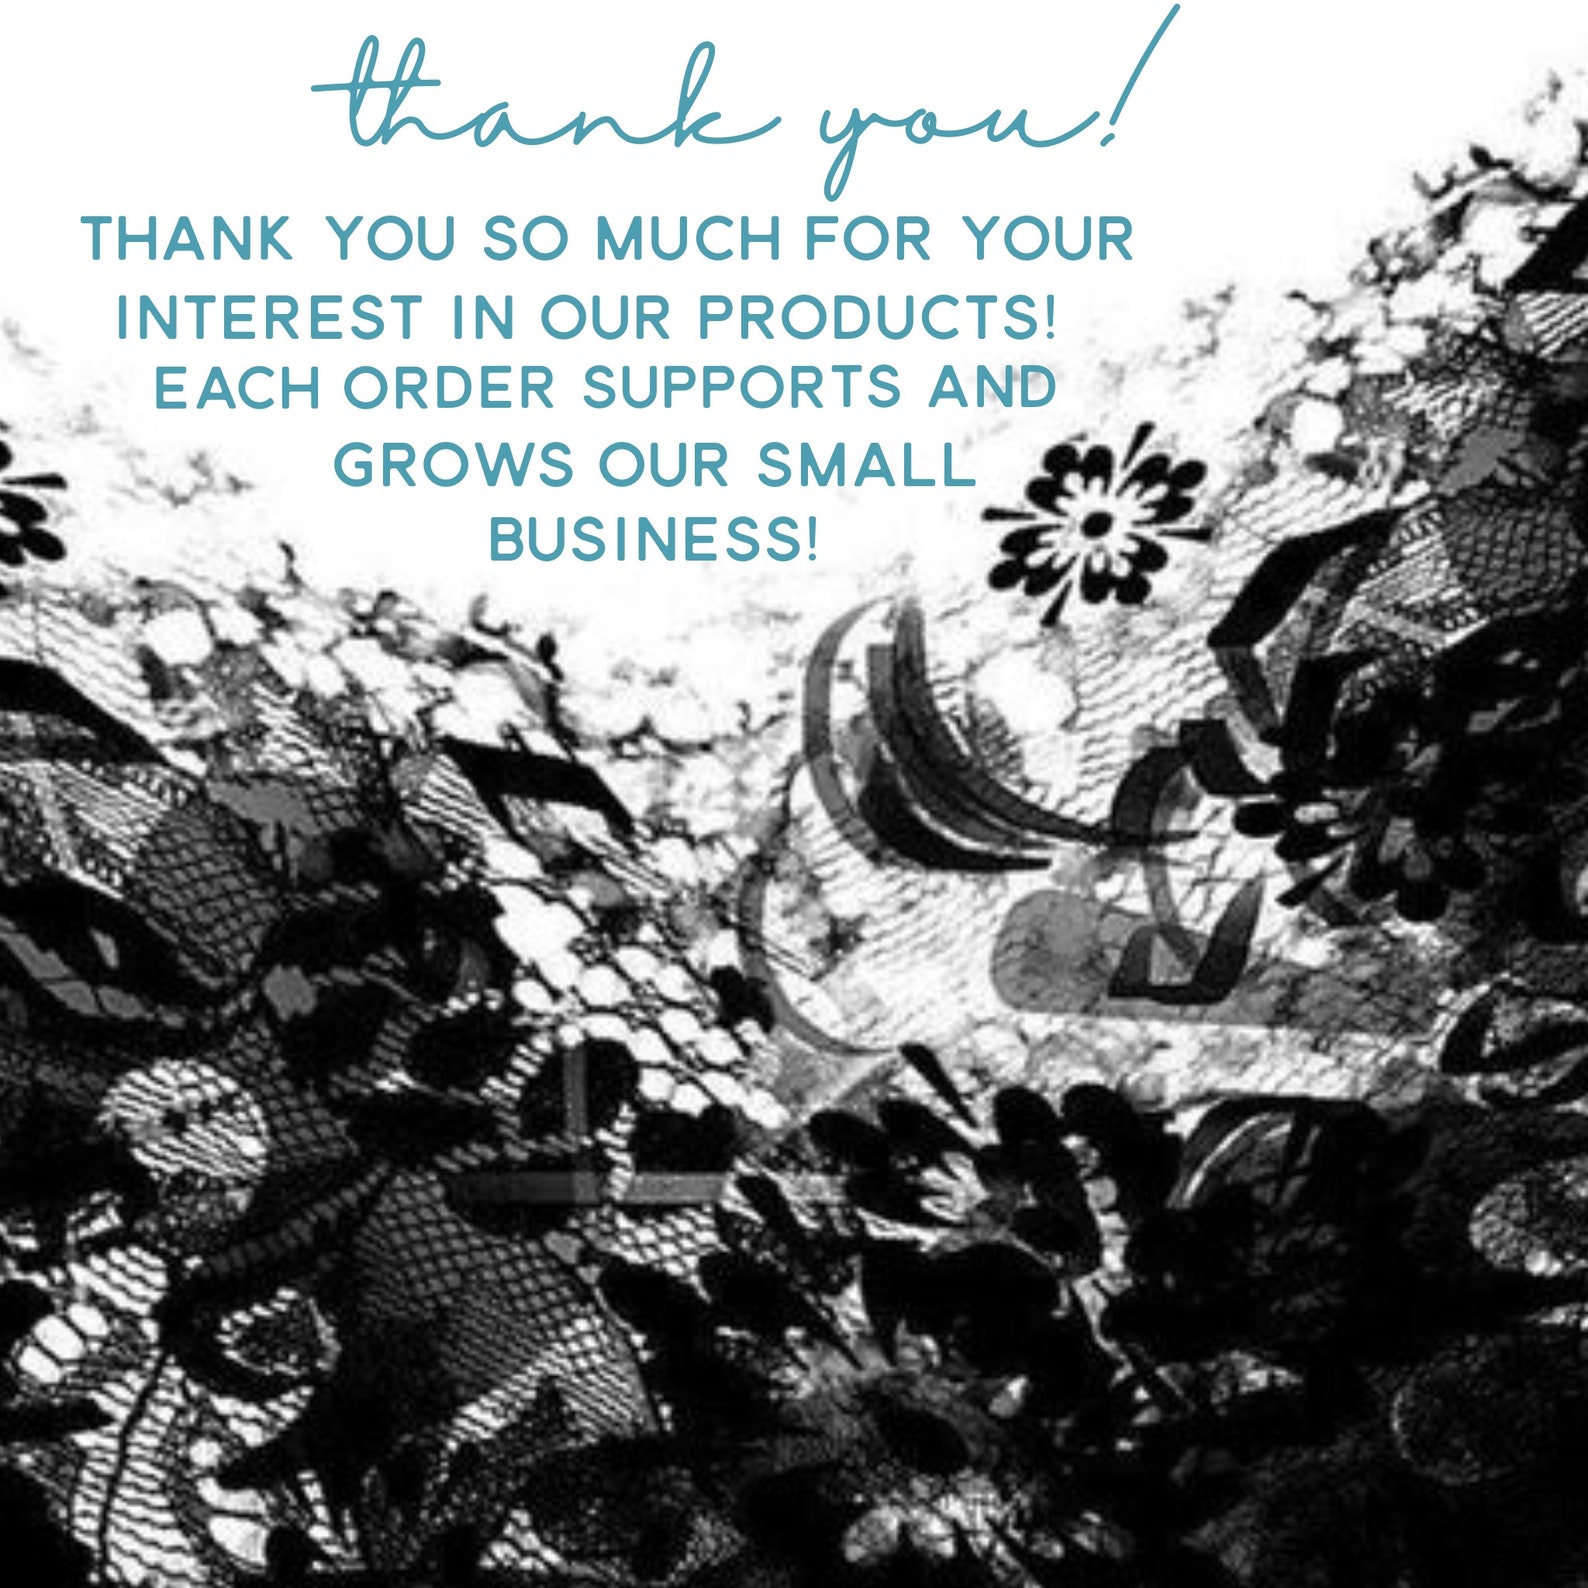 thank you!
THANK YOU SO MUCH FOR YOUR
INTEREST IN OUR PRODUCTS!
EACH ORDER SUPPORTS AND
GROWS OUR SMALL
BUSINESS!